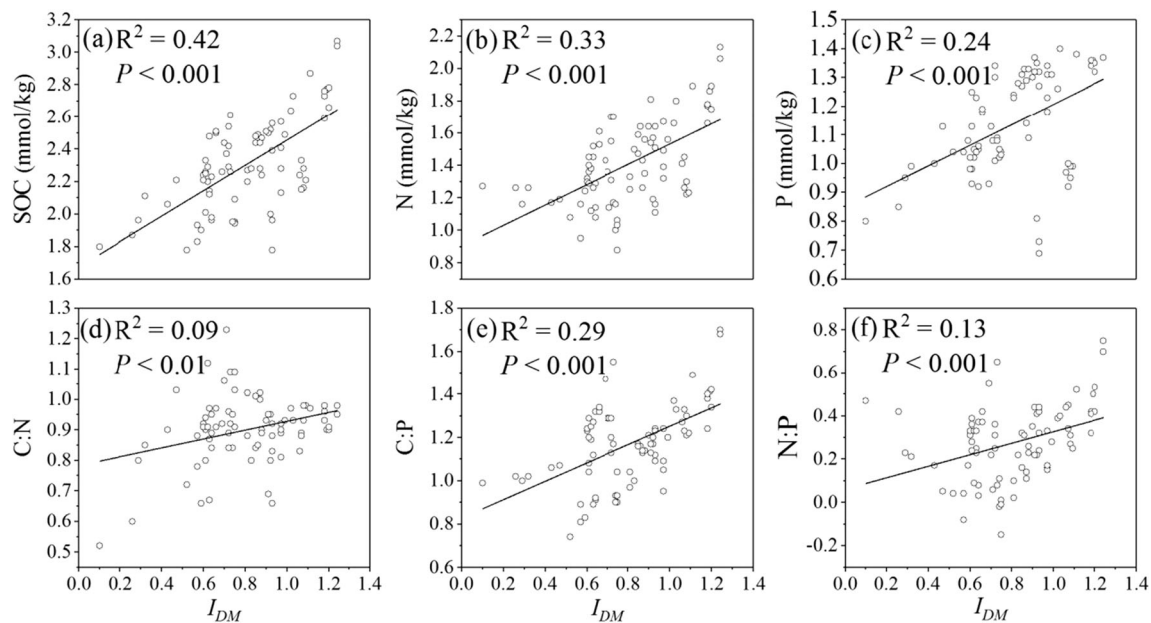 (a) R² = 0.42
P < 0.001
SOC (mmol/kg)
3.2
3.0
2.8
2.6
2.4
2.2
2.0
1.8
1.6
(b) R² = 0.33
P < 0.001
N (mmol/kg)
2.2
2.0
1.8
1.6
1.4
1.2
1.0
0.8
(c) R² = 0.24
P < 0.001
P (mmol/kg)
1.5
1.4
1.3
1.2
1.1
1.0
0.9
0.8
0.7
0.6
(d) R² = 0.09
P < 0.01
C:N
1.3
1.2
1.1
1.0
0.9
0.8
0.7
0.6
0.5
0.0 0.2 0.4 0.6 0.8 1.0 1.2 1.4
I_DM
(e) R² = 0.29
P < 0.001
C:P
1.8
1.6
1.4
1.2
1.0
0.8
0.6
0.0 0.2 0.4 0.6 0.8 1.0 1.2 1.4
I_DM
(f) R² = 0.13
P < 0.001
N:P
0.8
0.6
0.4
0.2
0.0
-0.2
0.0 0.2 0.4 0.6 0.8 1.0 1.2 1.4
I_DM